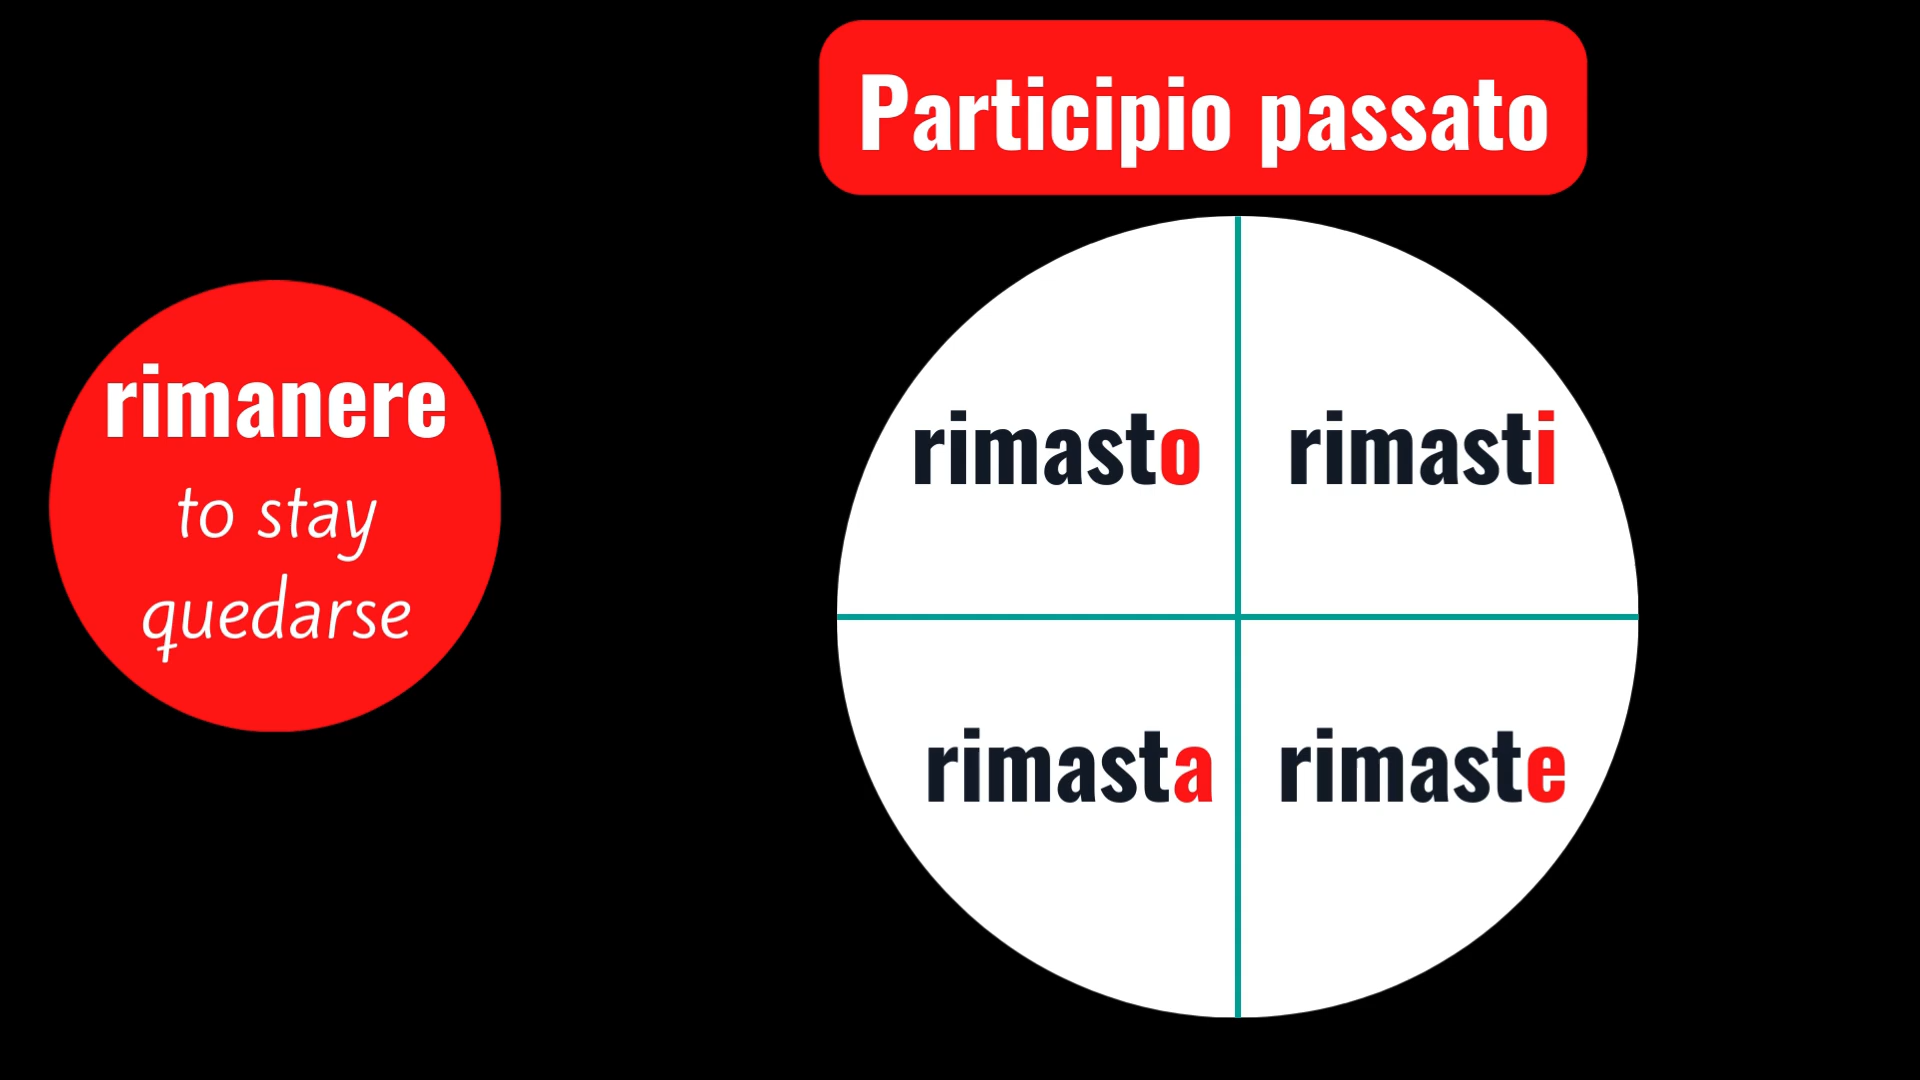 Participio passato
rimanere
to stay
quedarse
rimasto
rimasti
rimasta
rimaste